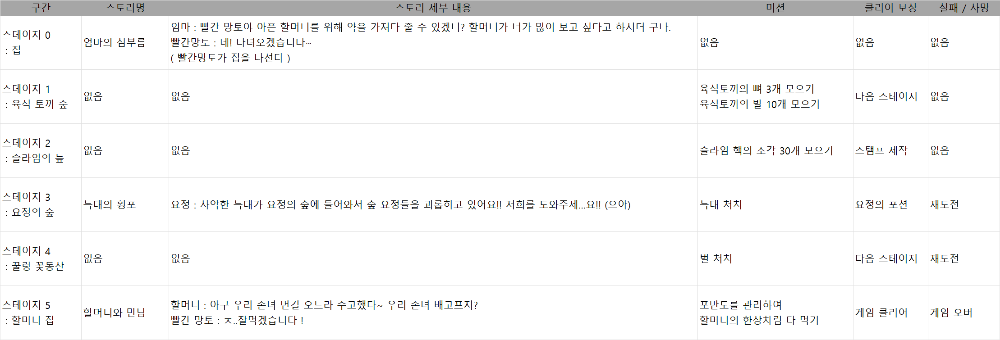 구간 스토리명 스토리 세부 내용 미션 클리어 보상 실패 / 사망
스테이지 0
: 집
엄마의 심부름
엄마 : 빨간 망토야 아픈 할머니를 위해 약을 가져다 줄 수 있겠니? 할머니가 너가 많이 보고 싶다고 하시더 구나.
빨간망토 : 네! 다녀오겠습니다~
( 빨간망토가 집을 나선다 )
없음
없음
없음
스테이지 1
: 육식 토끼 숲
없음
없음
육식토끼의 뼈 3개 모으기
육식토끼의 발 10개 모으기
다음 스테이지
없음
스테이지 2
: 슬라임의 늪
없음
없음
슬라임 핵의 조각 30개 모으기
스탬프 제작
없음
스테이지 3
: 요정의 숲
늑대의 횡포
요정 : 사악한 늑대가 요정의 숲에 들어와서 숲 요정들을 괴롭히고 있어요!! 저희를 도와주세...요!! (으아)
늑대 처치
요정의 포션
재도전
스테이지 4
: 꿀렁 꽃동산
없음
없음
벌 처치
다음 스테이지
재도전
스테이지 5
: 할머니 집
할머니와 만남
할머니 : 아구 우리 손녀 먼길 오느라 수고했다~ 우리 손녀 배고프지?
빨간 망토 : ㅈ..잘먹겠습니다 !
포만도를 관리하여
할머니의 한상차림 다 먹기
게임 클리어
게임 오버